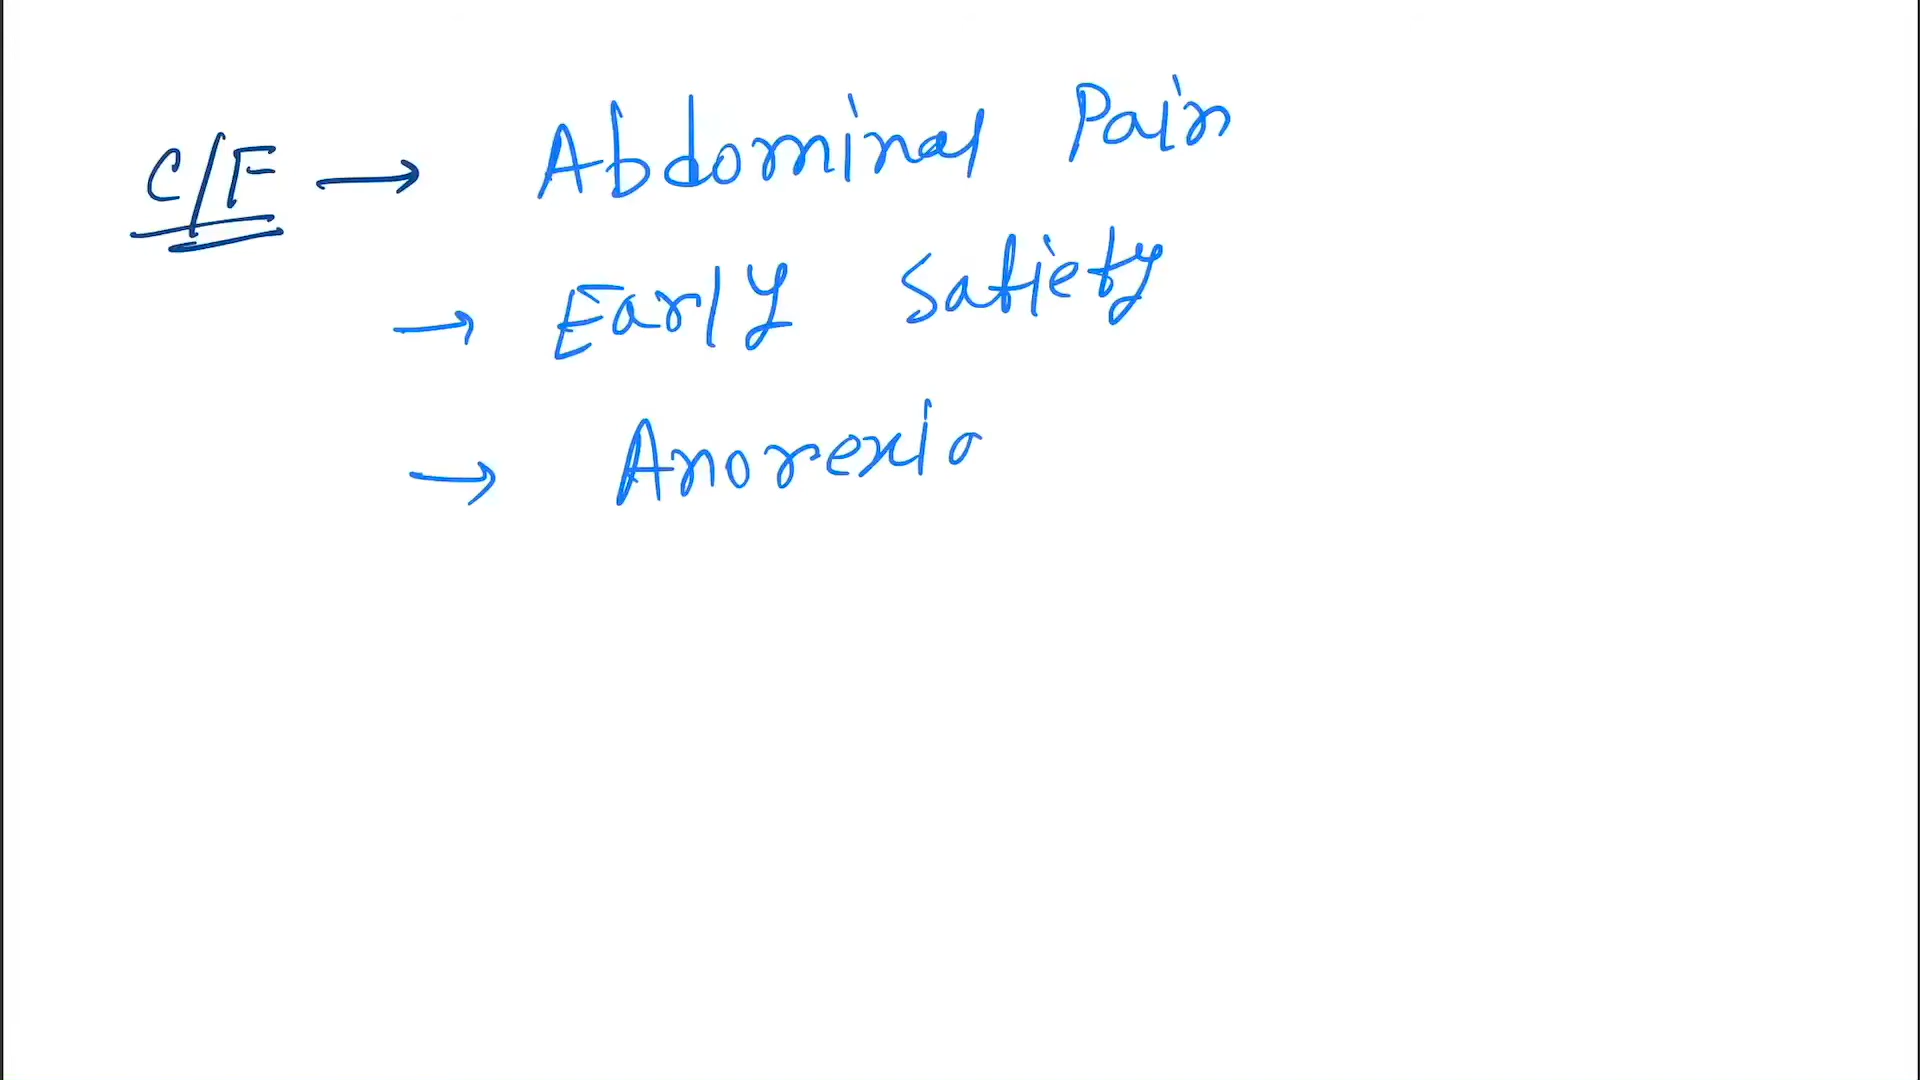 C/F → Abdominal Pain
→ Early Satiety
→ Anorexia